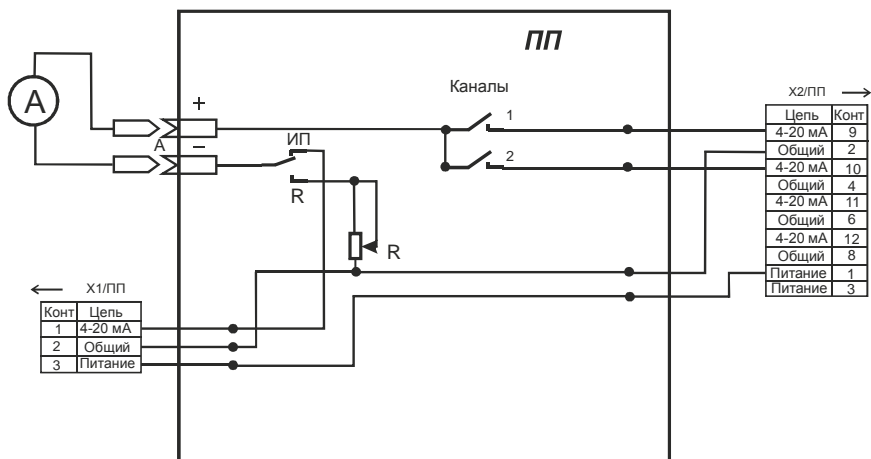 ПП
Каналы
А
+
А
–
ИП
R
R
1
2
Х2/ПП
Цепь Конт
4-20 мА 9
Общий 2
4-20 мА 10
Общий 4
4-20 мА 11
Общий 6
4-20 мА 12
Общий 8
Питание 1
Питание 3
Х1/ПП
Конт Цепь
1 4-20 мА
2 Общий
3 Питание